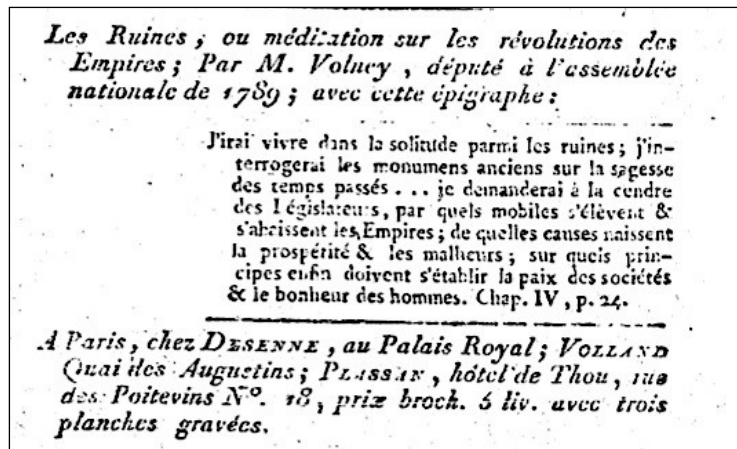 Les Ruines, ou méditation sur les révolutions des
Empires; Par M. Volney, député à l'assemblée
nationale de 1789; avec cette épigraphe:
J'irai vivre dans la solitude parmi les ruines; j'in-
terrogerai les monumens anciens sur la sagesse
des temps passés... je demanderai à la cendre
des Législateurs, par quels mobiles s'élèvent &
s'abaissent les Empires; de quelles causes naissent
la prospérité & les malheurs; sur quels prin-
cipes enfin doivent s'établir la paix des sociétés
& le bonheur des hommes. Chap. IV, p. 24.
A Paris, chez DESENNE, au Palais Royal; VOLLAND
Quai des Augustins; PLASSAN, hôtel de Thou, rue
des Poitevins N°. 18, prix broch. 5 liv. avec trois
planches gravées.